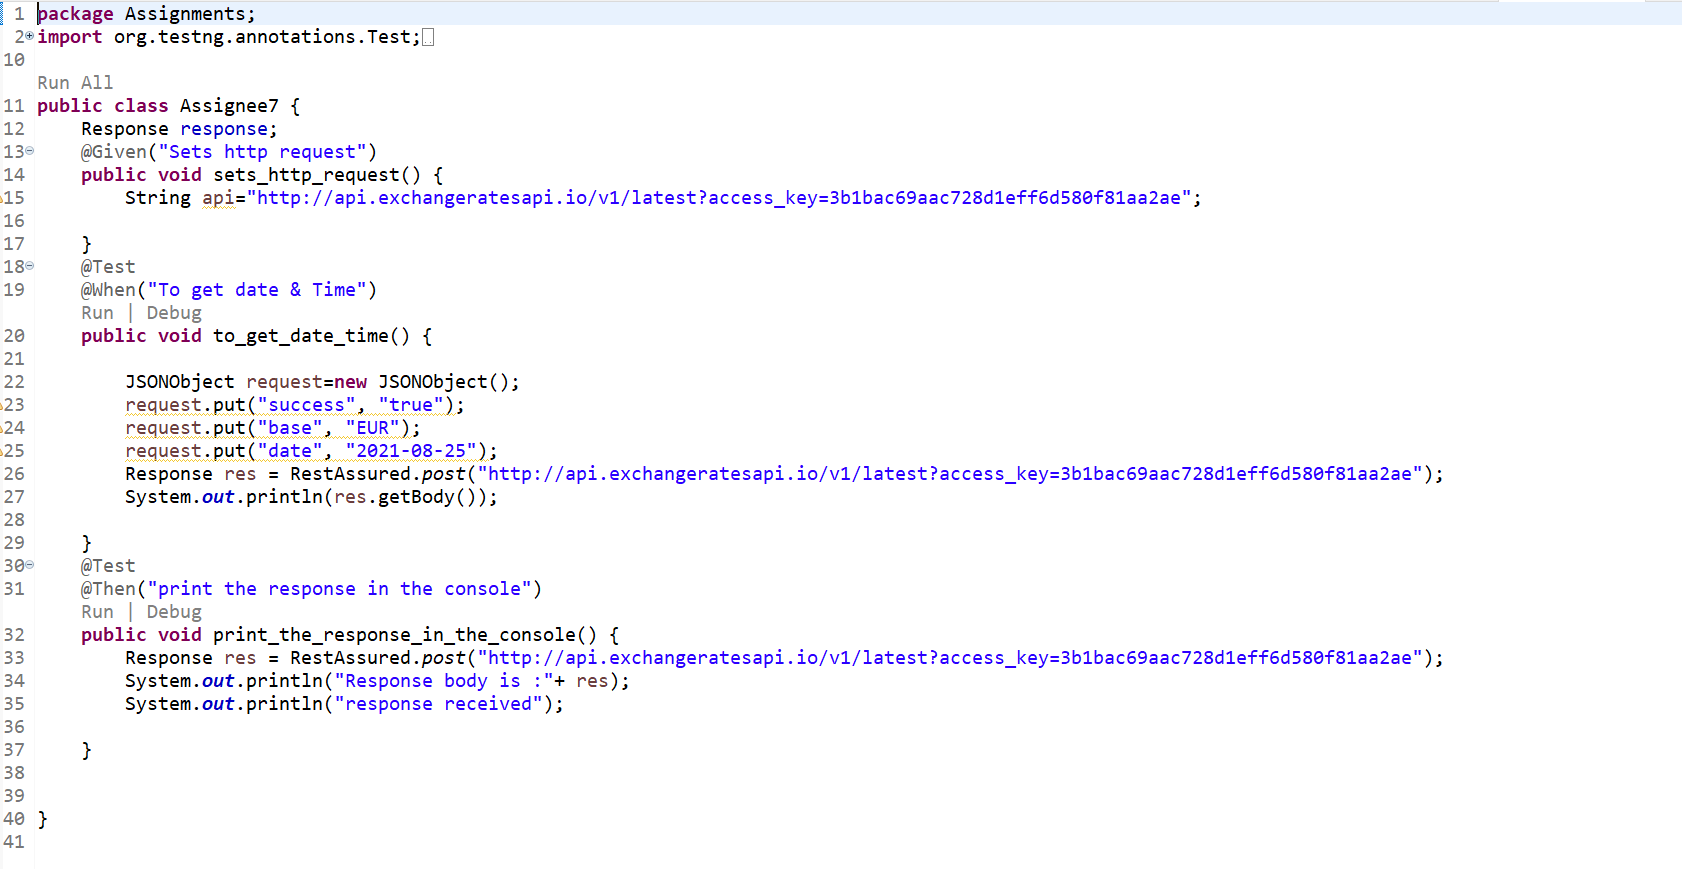 1 package Assignments;
2 import org.testng.annotations.Test;
10
Run All
11 public class Assignee7 {
12 Response response;
13 @Given("Sets http request")
14 public void sets_http_request() {
15 String api="http://api.exchangeratesapi.io/v1/latest?access_key=3b1bac69aac728d1eff6d580f81aa2ae";
16
17 }
18 @Test
19 @When("To get date & Time")
Run | Debug
20 public void to_get_date_time() {
21
22 JSONObject request=new JSONObject();
23 request.put("success", "true");
24 request.put("base", "EUR");
25 request.put("date", "2021-08-25");
26 Response res = RestAssured.post("http://api.exchangeratesapi.io/v1/latest?access_key=3b1bac69aac728d1eff6d580f81aa2ae");
27 System.out.println(res.getBody());
28
29 }
30 @Test
31 @Then("print the response in the console")
Run | Debug
32 public void print_the_response_in_the_console() {
33 Response res = RestAssured.post("http://api.exchangeratesapi.io/v1/latest?access_key=3b1bac69aac728d1eff6d580f81aa2ae");
34 System.out.println("Response body is :"+ res);
35 System.out.println("response received");
36
37 }
38
39
40 }
41